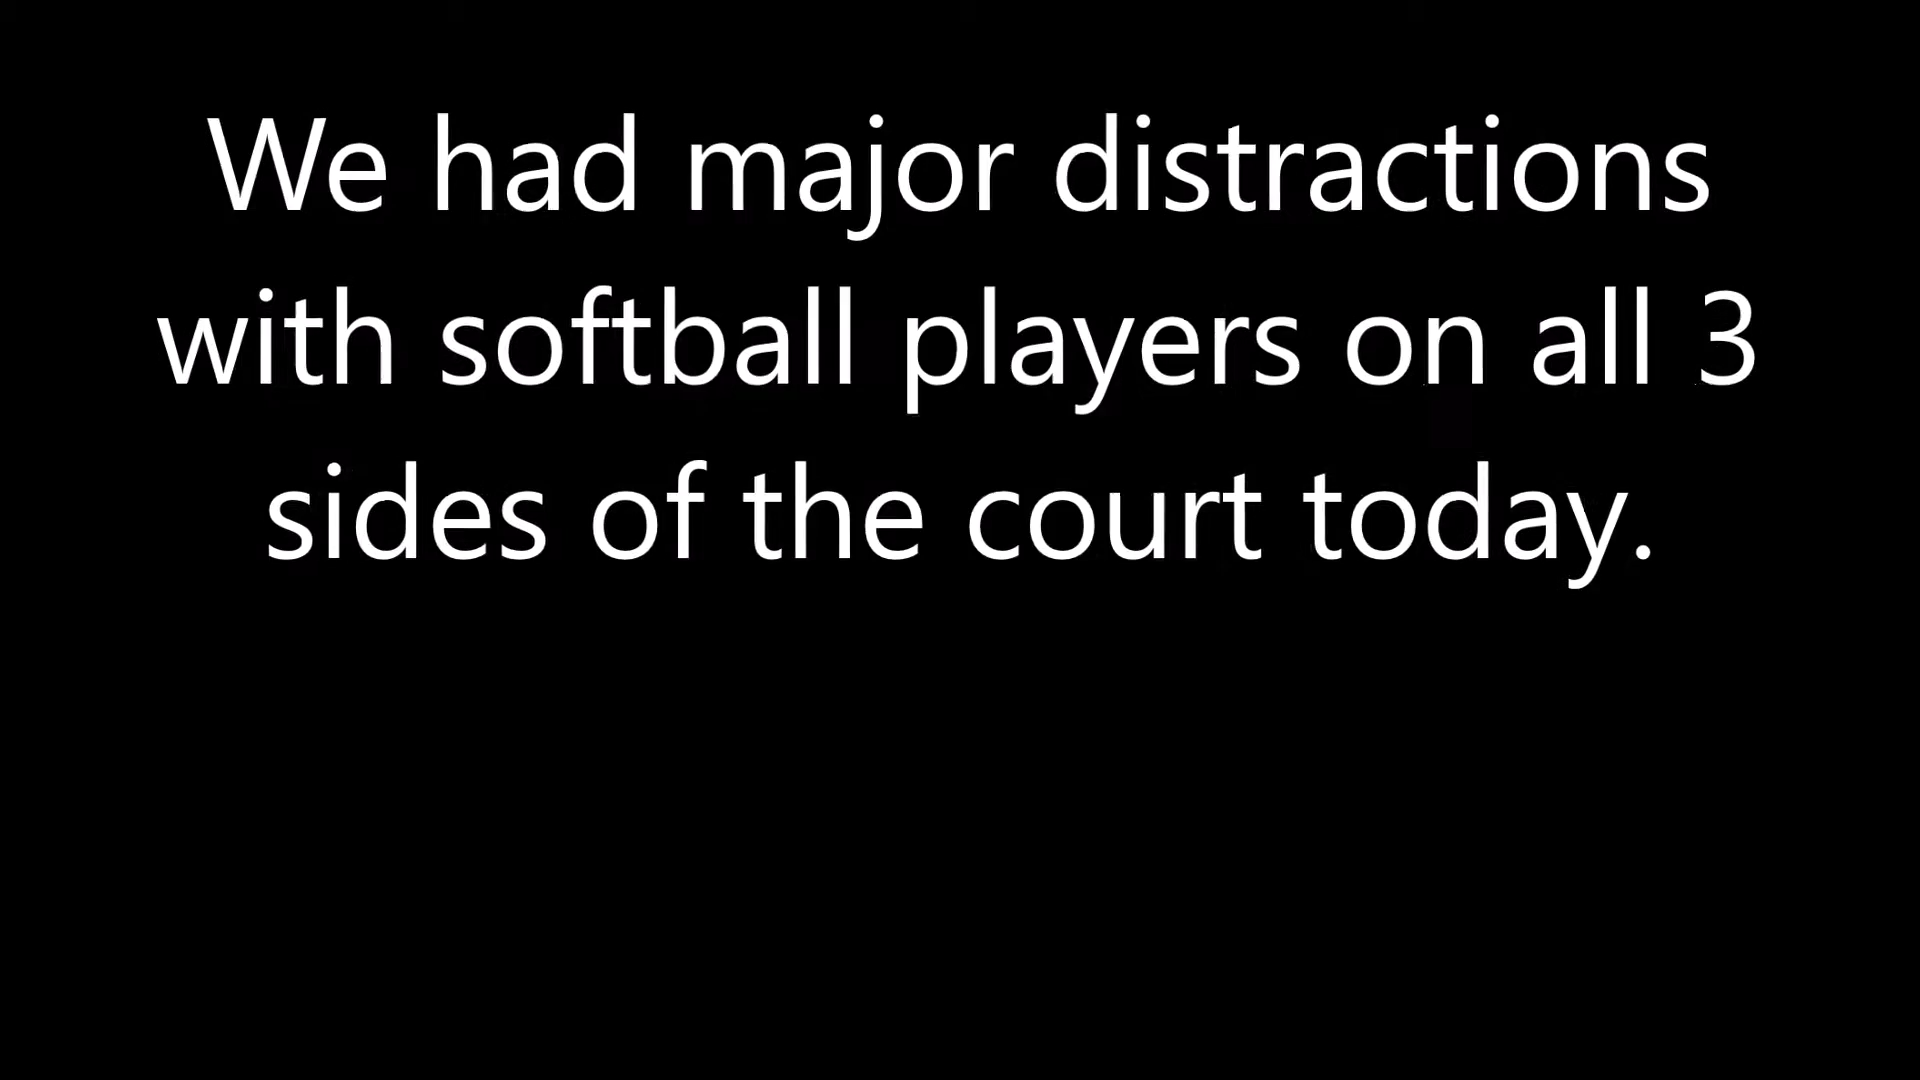 We had major distractions
with softball players on all 3
sides of the court today.